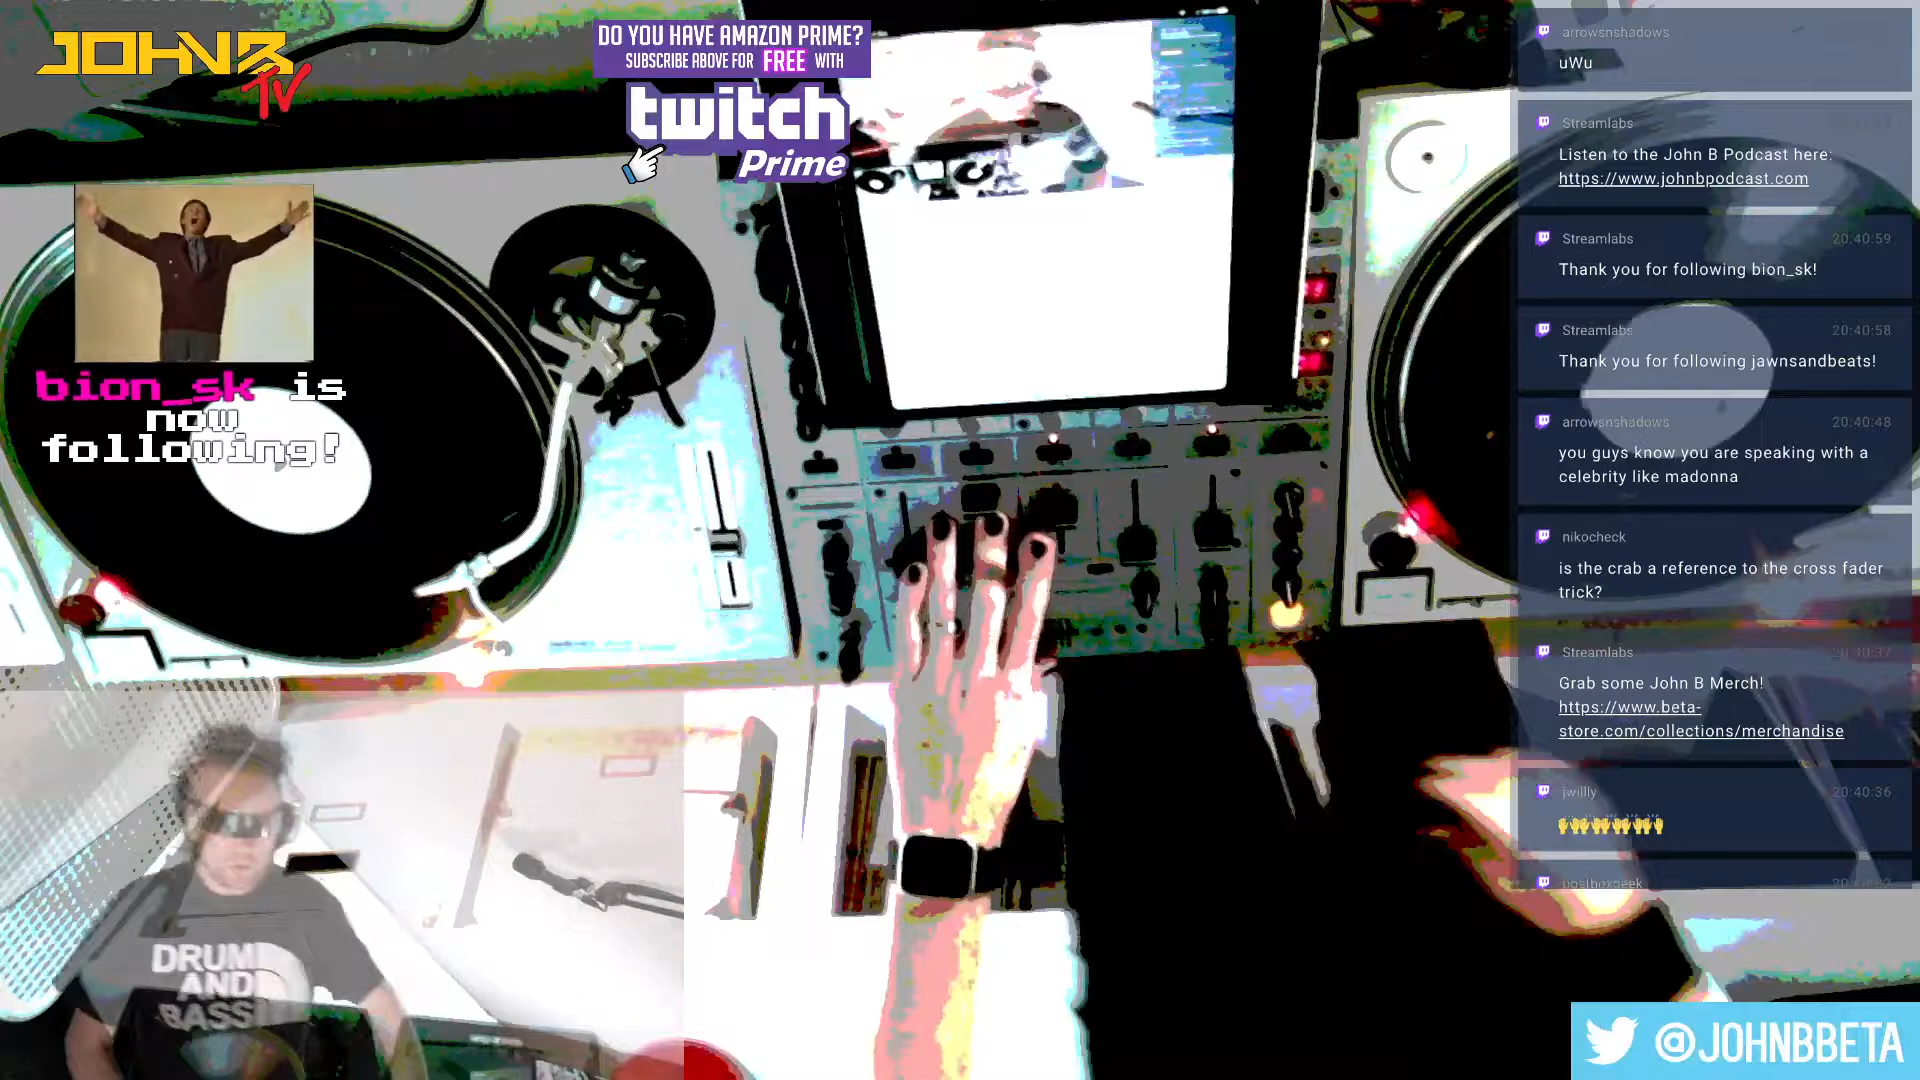 JOHN B
TV
DO YOU HAVE AMAZON PRIME?
SUBSCRIBE ABOVE FOR FREE WITH
twitch
Prime
bion_sk is
now
following!
DRUM
AND
BASS
arrowsnshadows
uWu
Streamlabs
Listen to the John B Podcast here:
https://www.johnbpodcast.com
Streamlabs 20:40:59
Thank you for following bion_sk!
Streamlabs 20:40:58
Thank you for following jawnsandbeats!
arrowsnshadows 20:40:48
you guys know you are speaking with a
celebrity like madonna
nikocheck
is the crab a reference to the cross fader
trick?
Streamlabs 20:40:37
Grab some John B Merch!
https://www.beta-
store.com/collections/merchandise
jwillly 20:40:36
@JOHNBBETA